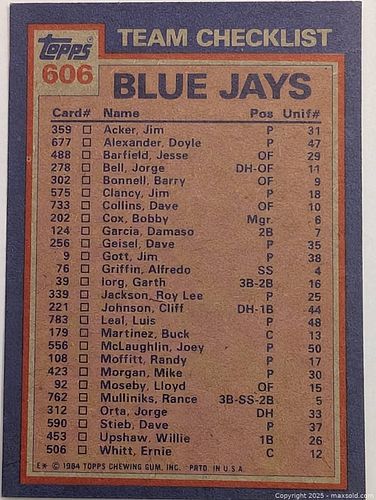 TOPPS
TEAM CHECKLIST
606
BLUE JAYS
Card# Name Pos Unif#
359 Acker, Jim P 31
677 Alexander, Doyle P 47
488 Barfield, Jesse OF 29
278 Bell, Jorge DH-OF 11
302 Bonnell, Barry OF 9
575 Clancy, Jim P 18
733 Collins, Dave OF 10
202 Cox, Bobby Mgr. 6
124 Garcia, Damaso 2B 7
256 Geisel, Dave P 35
9 Gott, Jim P 38
76 Griffin, Alfredo SS 4
39 Iorg, Garth 3B-2B 16
339 Jackson, Roy Lee P 25
221 Johnson, Cliff DH-1B 44
783 Leal, Luis P 48
179 Martinez, Buck C 13
556 McLaughlin, Joey P 50
108 Moffitt, Randy P 17
423 Morgan, Mike P 30
92 Moseby, Lloyd OF 15
762 Mulliniks, Rance 3B-SS-2B 5
312 Orta, Jorge DH 33
590 Stieb, Dave P 37
453 Upshaw, Willie 1B 26
506 Whitt, Ernie C 12
E* © 1984 TOPPS CHEWING GUM, INC. PRTD. IN U.S.A.
Copyright 2025 - maxsold.com